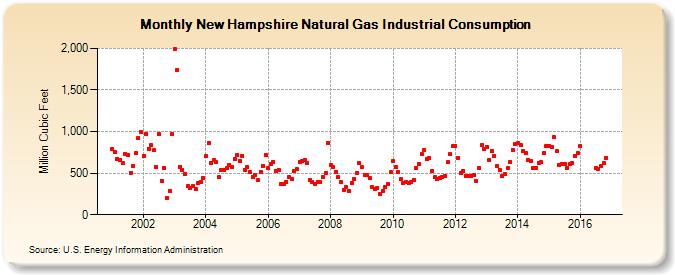 Monthly New Hampshire Natural Gas Industrial Consumption
Million Cubic Feet
2,000
1,500
1,000
500
0
2002 2004 2006 2008 2010 2012 2014 2016
Source: U.S. Energy Information Administration